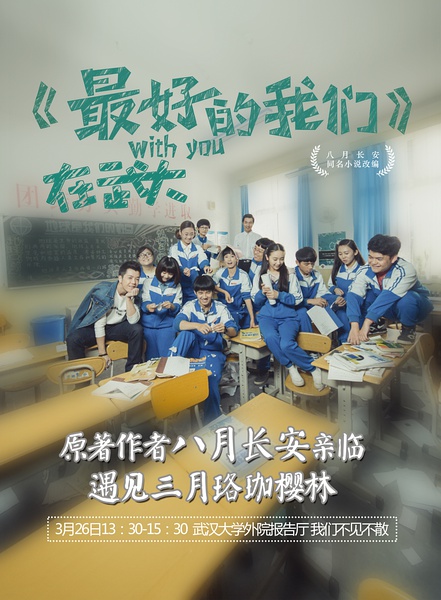 《最好的我们》
with you
在武大
八月长安
同名小说改编
原著作者八月长安亲临
遇见三月珞珈樱林
3月26日13：30-15：30 武汉大学外院报告厅 我们不见不散